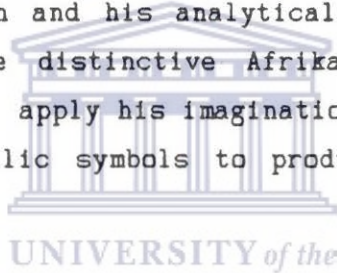 and his analytical
distinctive Afrika
apply his imaginatio
lic symbols to prod
UNIVERSITY of the